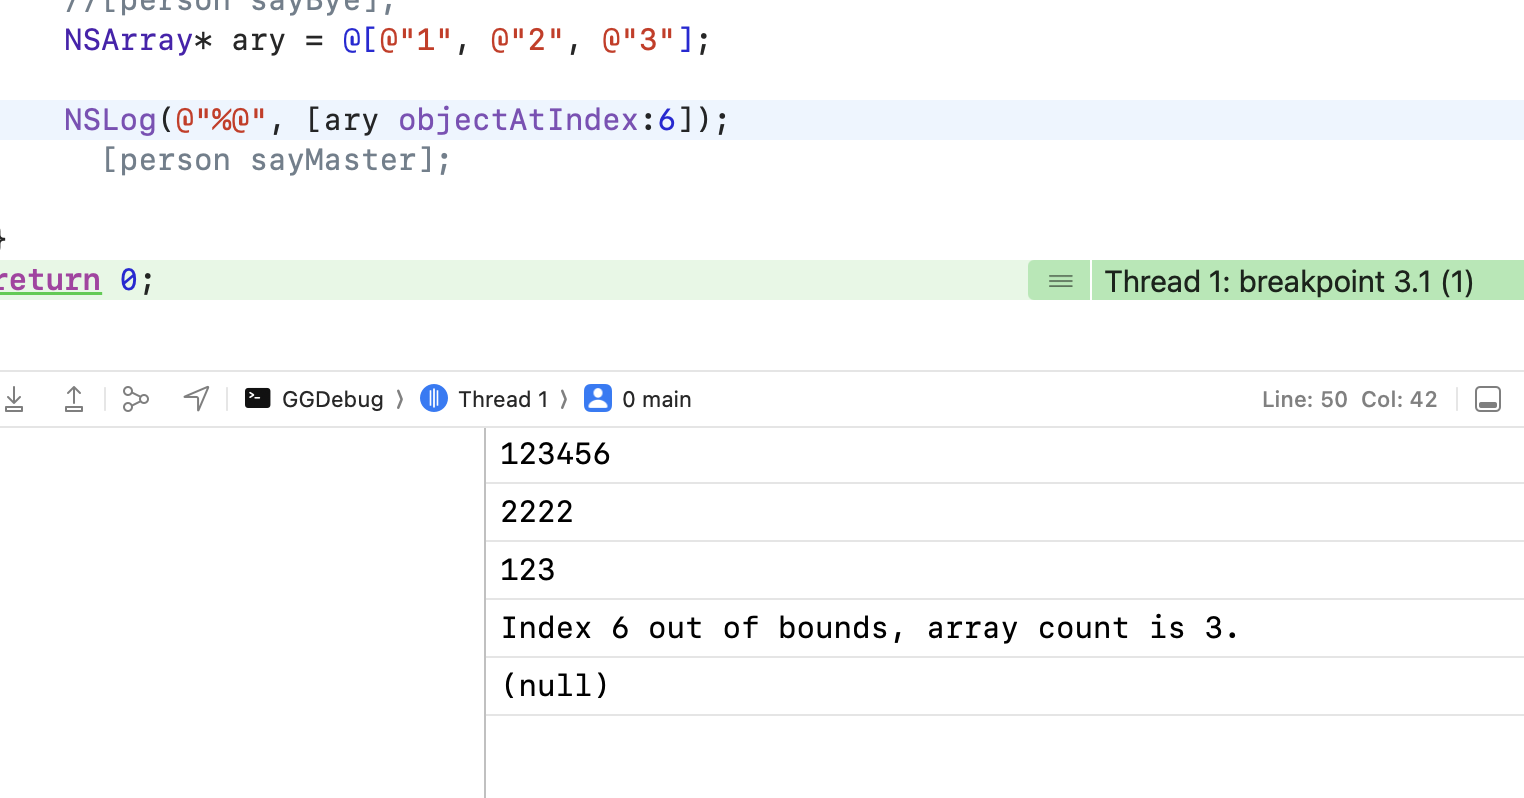 //[person sayBye];
NSArray* ary = @[@"1", @"2", @"3"];
NSLog(@"%@", [ary objectAtIndex:6]);
[person sayMaster];
}
return 0;
Thread 1: breakpoint 3.1 (1)
GGDebug ⟩ Thread 1 ⟩ 0 main
Line: 50 Col: 42
123456
2222
123
Index 6 out of bounds, array count is 3.
(null)